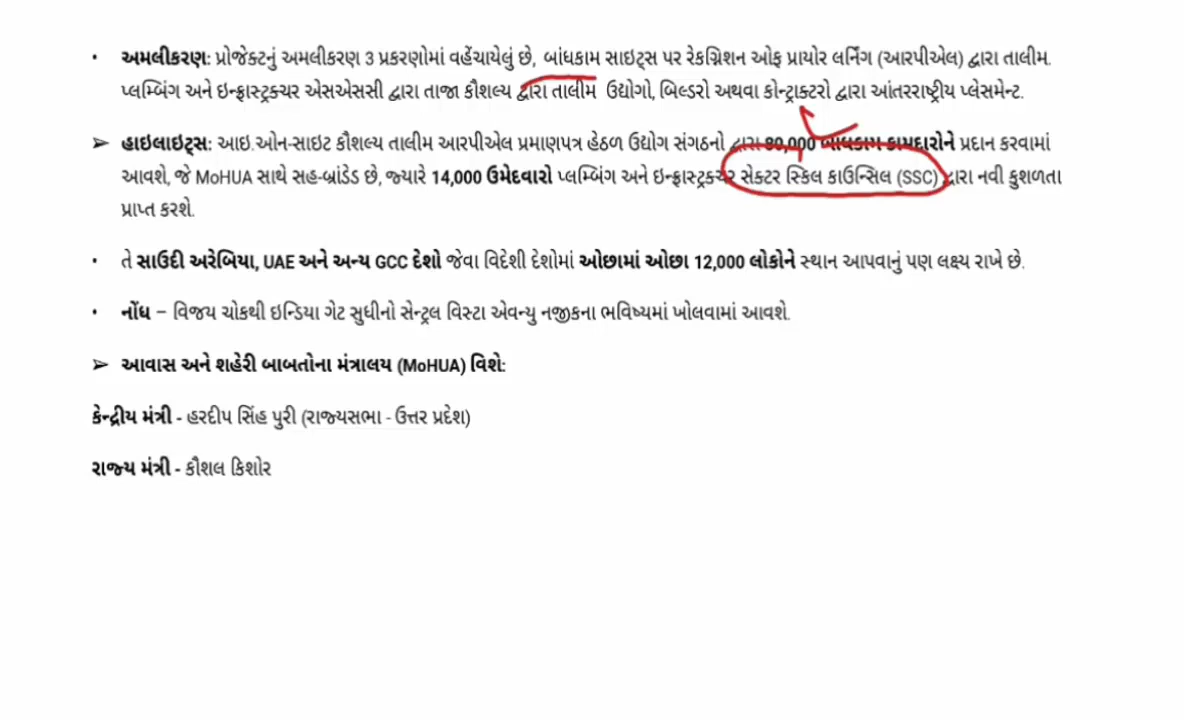 • અમલીકરણ: પ્રોજેક્ટનું અમલીકરણ 3 પ્રકરણોમાં વહેંચાયેલું છે, બાંધકામ સાઇટ્સ પર રેકગ્નિશન ઓફ પ્રાયોર લર્નિંગ (આરપીએલ) દ્વારા તાલીમ.
પ્લમ્બિંગ અને ઇન્ફ્રાસ્ટ્રક્ચર એસએસસી દ્વારા તાજા કૌશલ્ય દ્વારા તાલીમ ઉદ્યોગો, બિલ્ડરો અથવા કોન્ટ્રાક્ટરો દ્વારા આંતરરાષ્ટ્રીય પ્લેસમેન્ટ.
➢ હાઇલાઇટ્સ: આઇ.ઓન-સાઇટ કૌશલ્ય તાલીમ આરપીએલ પ્રમાણપત્ર હેઠળ ઉદ્યોગ સંગઠનો દ્વારા 80,000 બાંધકામ કામદારોને પ્રદાન કરવામાં
આવશે, જે MoHUA સાથે સહ-બ્રાંડેડ છે, જ્યારે 14,000 ઉમેદવારો પ્લમ્બિંગ અને ઇન્ફ્રાસ્ટ્રક્ચર સેક્ટર સ્કિલ કાઉન્સિલ (SSC) દ્વારા નવી કુશળતા
પ્રાપ્ત કરશે.
• તે સાઉદી અરેબિયા, UAE અને અન્ય GCC દેશો જેવા વિદેશી દેશોમાં ઓછામાં ઓછા 12,000 લોકોને સ્થાન આપવાનું પણ લક્ષ્ય રાખે છે.
• નોંધ – વિજય ચોકથી ઇન્ડિયા ગેટ સુધીનો સેન્ટ્રલ વિસ્ટા એવન્યુ નજીકના ભવિષ્યમાં ખોલવામાં આવશે.
➢ આવાસ અને શહેરી બાબતોના મંત્રાલય (MoHUA) વિશે:
કેન્દ્રીય મંત્રી - હરદીપ સિંહ પુરી (રાજ્યસભા - ઉત્તર પ્રદેશ)
રાજ્ય મંત્રી - કૌશલ કિશોર